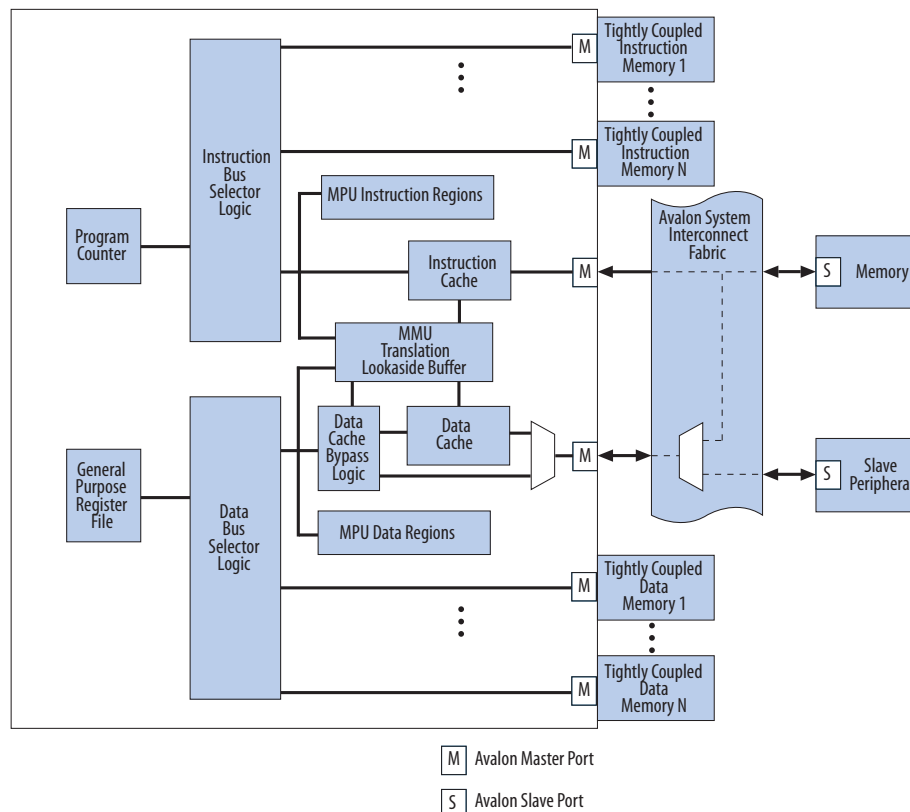 M
Tightly Coupled
Instruction
Memory 1
M
Tightly Coupled
Instruction
Memory N
Instruction
Bus
Selector
Logic
MPU Instruction Regions
Program
Counter
Avalon System
Interconnect
Fabric
Instruction
Cache
M
S
Memory
MMU
Translation
Lookaside Buffer
Data
Cache
Bypass
Logic
Data
Cache
M
General
Purpose
Register
File
S
Slave
Peripheral
Data
Bus
Selector
Logic
MPU Data Regions
M
Tightly Coupled
Data
Memory 1
M
Tightly Coupled
Data
Memory N
M Avalon Master Port
S Avalon Slave Port